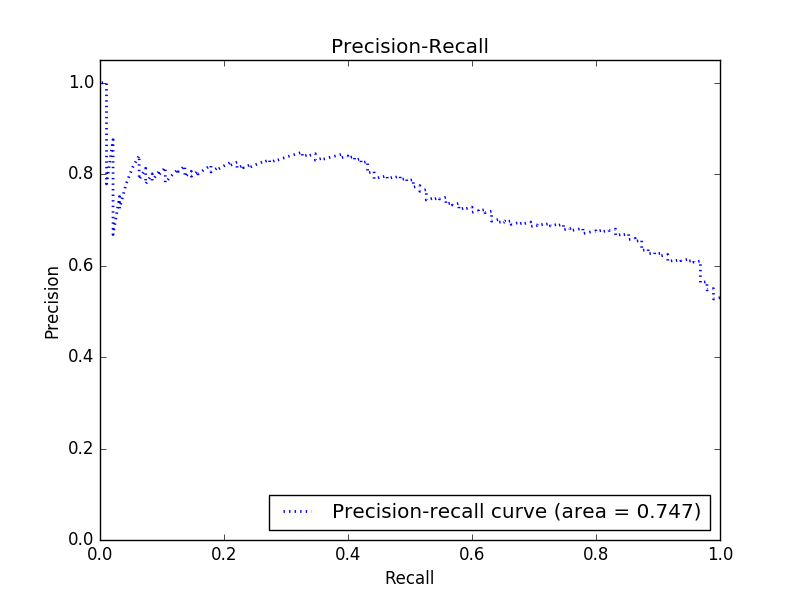 Precision-Recall
1.0
0.8
0.6
0.4
0.2
0.0
Precision
Precision-recall curve (area = 0.747)
0.0 0.2 0.4 0.6 0.8 1.0
Recall